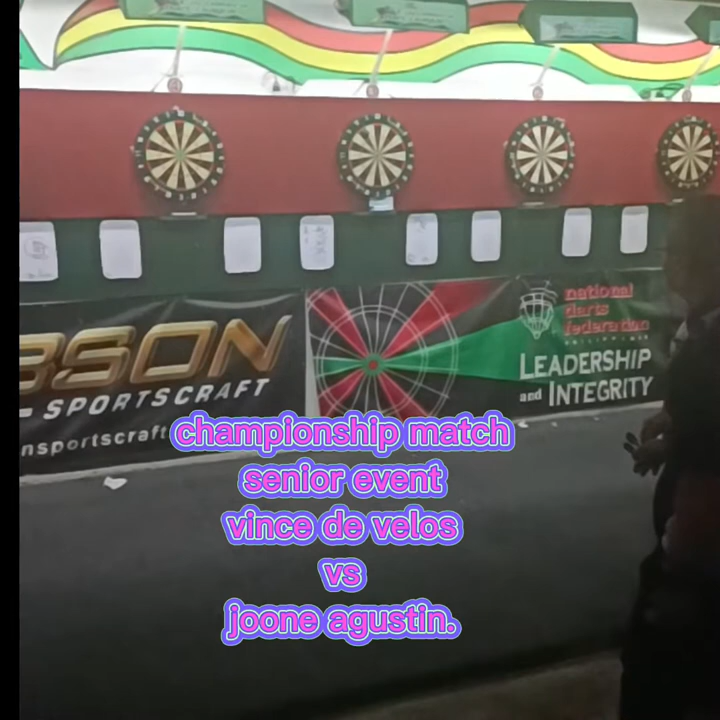 BSON
SPORTSCRAFT
nsportscraft
national
darts
federation
PHILIPPINES
LEADERSHIP
and INTEGRITY
championship match
senior event
vince de velos
vs
joone agustin.